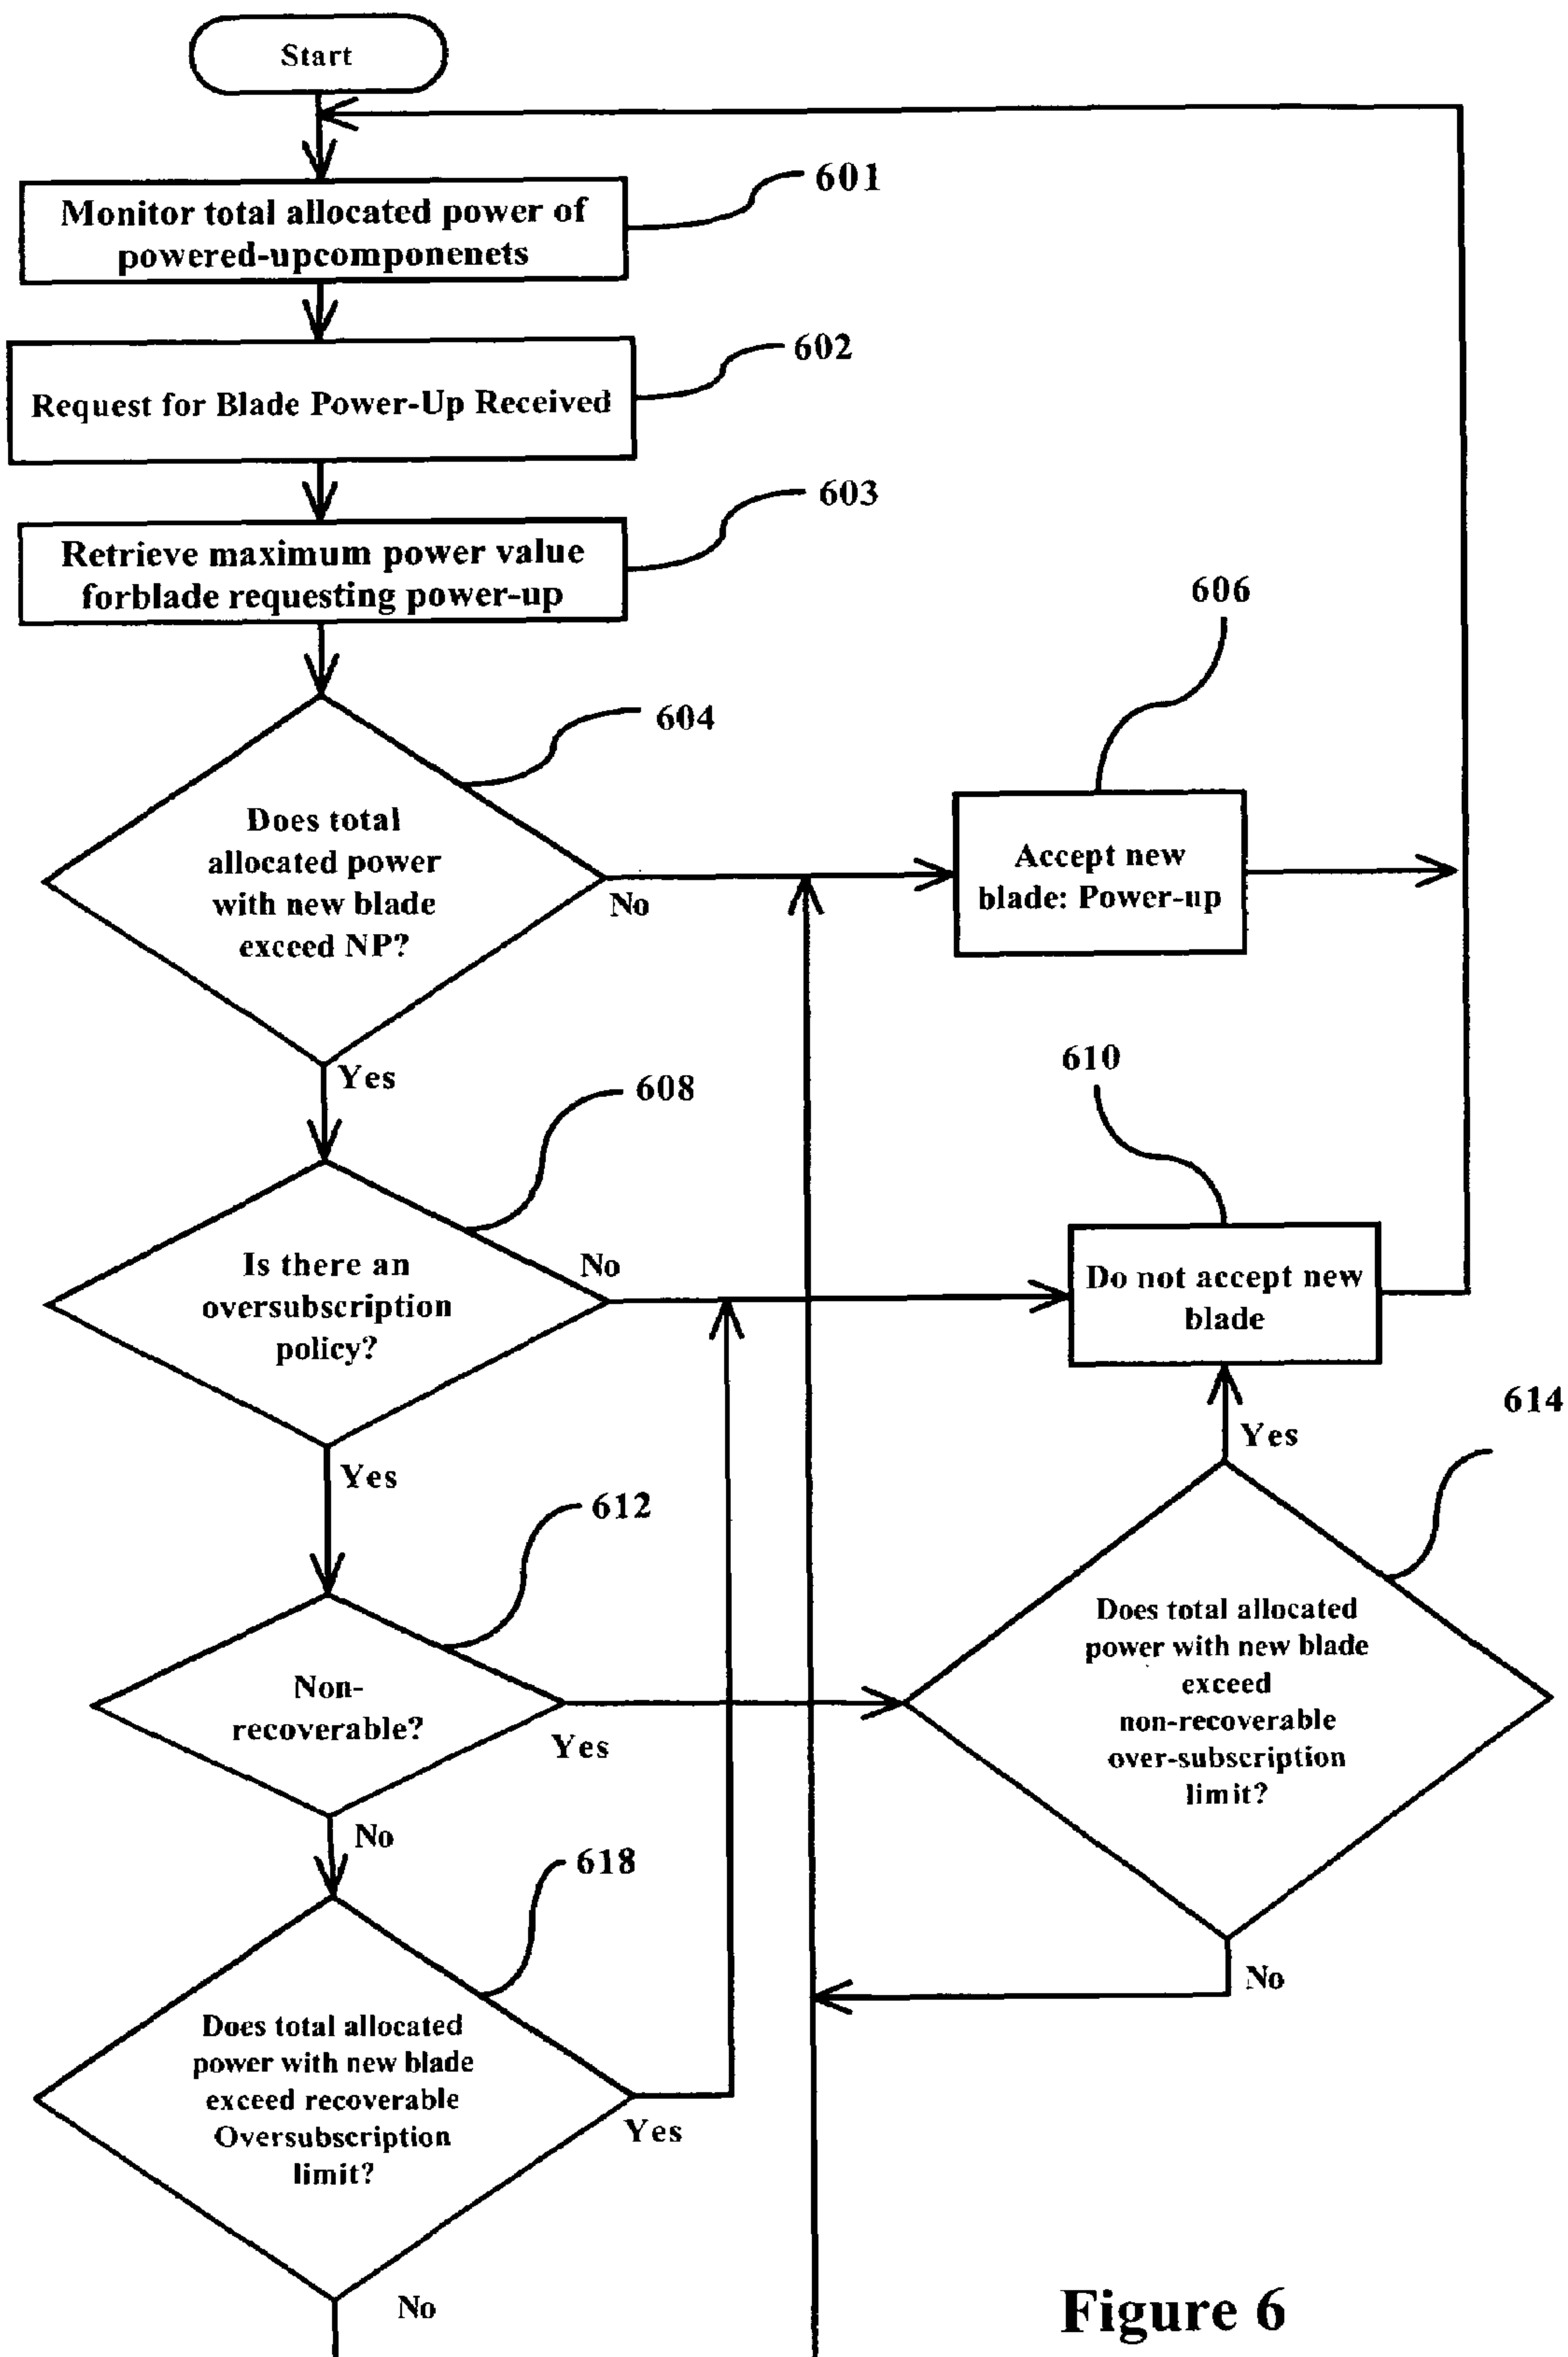 Start
601
Monitor total allocated power of
powered-upcomponenets
602
Request for Blade Power-Up Received
603
Retrieve maximum power value
forblade requesting power-up
606
604
Does total
allocated power
with new blade
exceed NP?
No
Accept new
blade: Power-up
Yes
608
610
Is there an
oversubscription
policy?
No
Do not accept new
blade
614
Yes
Yes
612
Non-
recoverable?
Yes
Does total allocated
power with new blade
exceed
non-recoverable
over-subscription
limit?
No
618
No
Does total allocated
power with new blade
exceed recoverable
Oversubscription
limit?
Yes
No
Figure 6